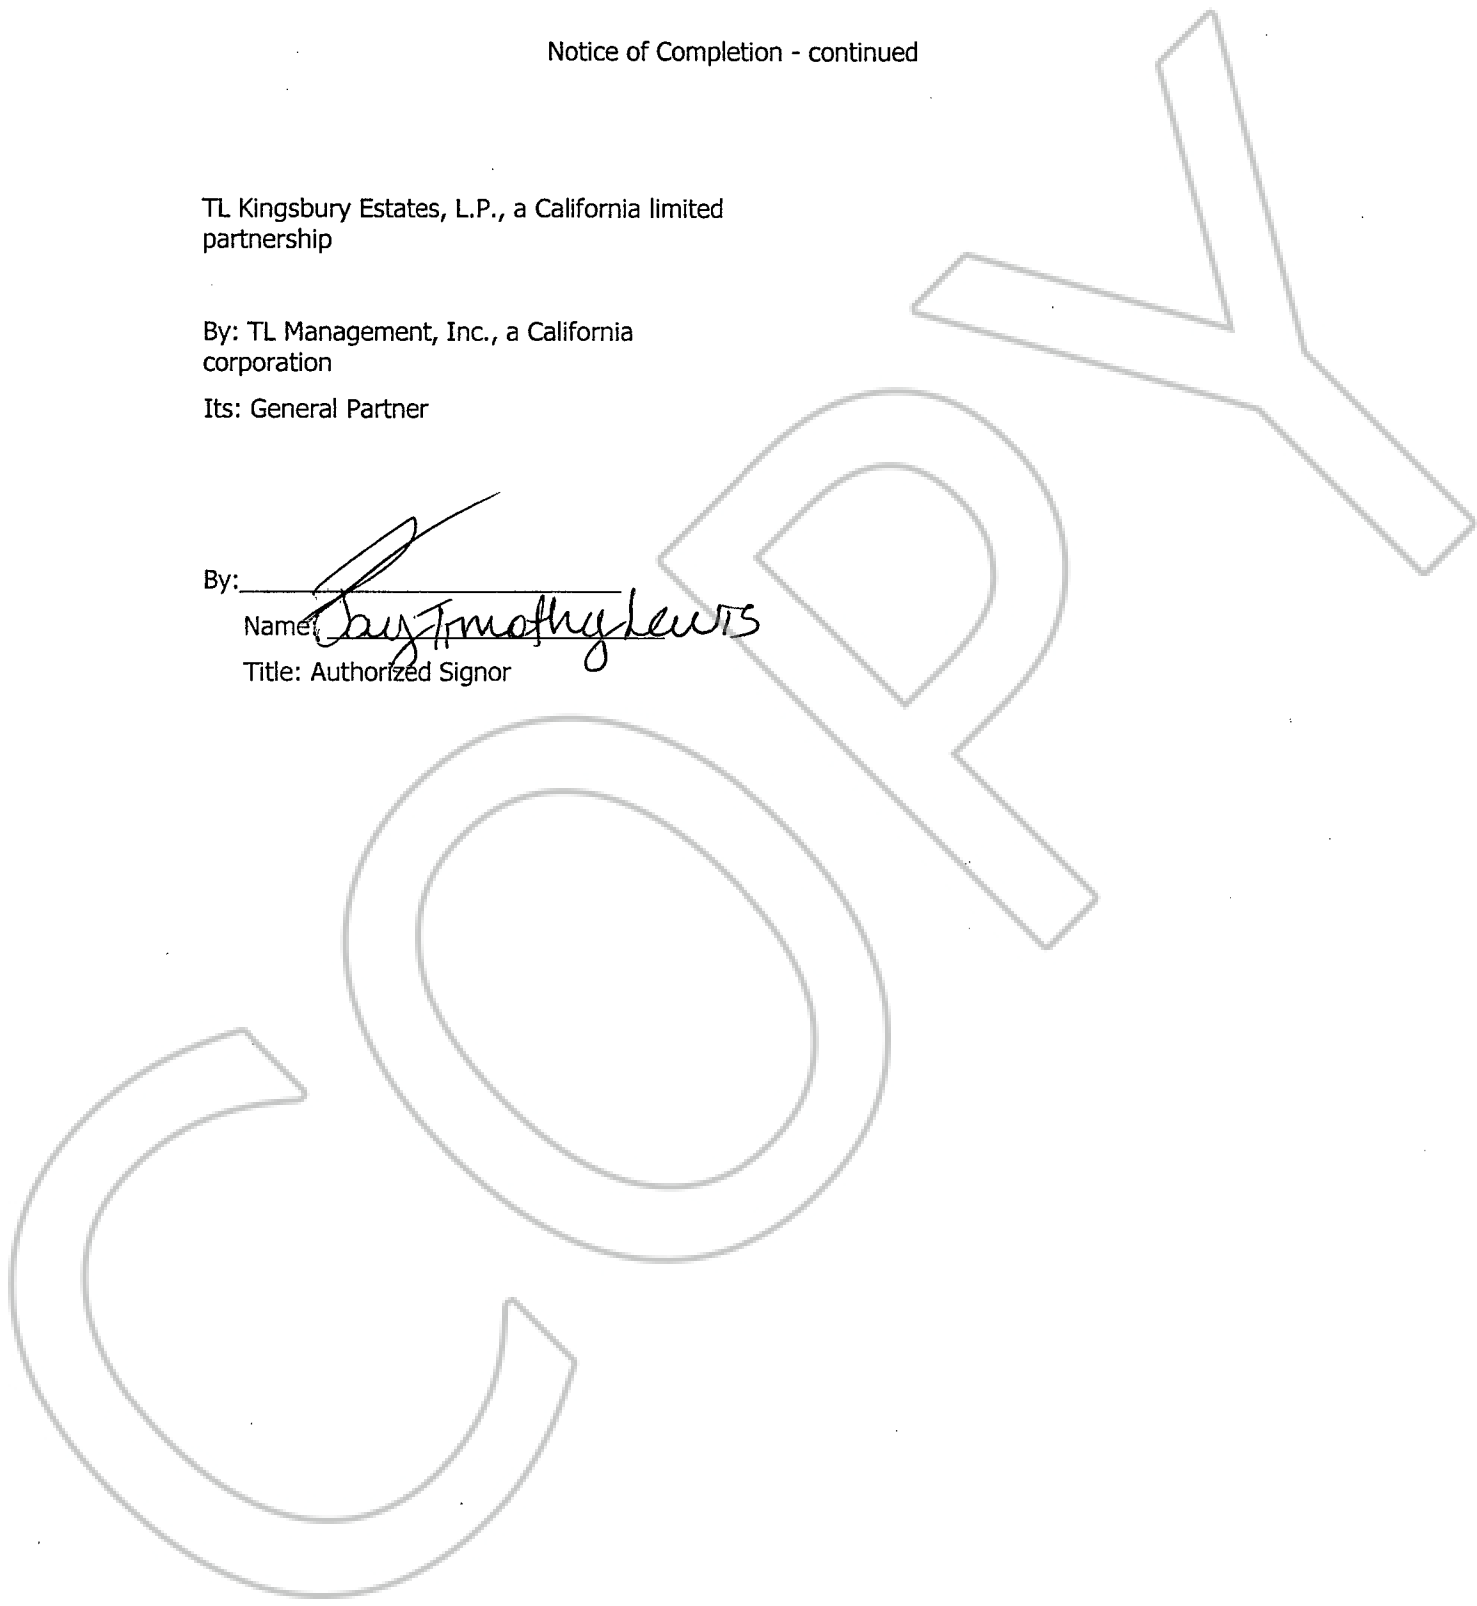 Notice of Completion - continued
TL Kingsbury Estates, L.P., a California limited
partnership
By: TL Management, Inc., a California
corporation
Its: General Partner
By:
Name: Jay Timothy Lewis
Title: Authorized Signor
COPY